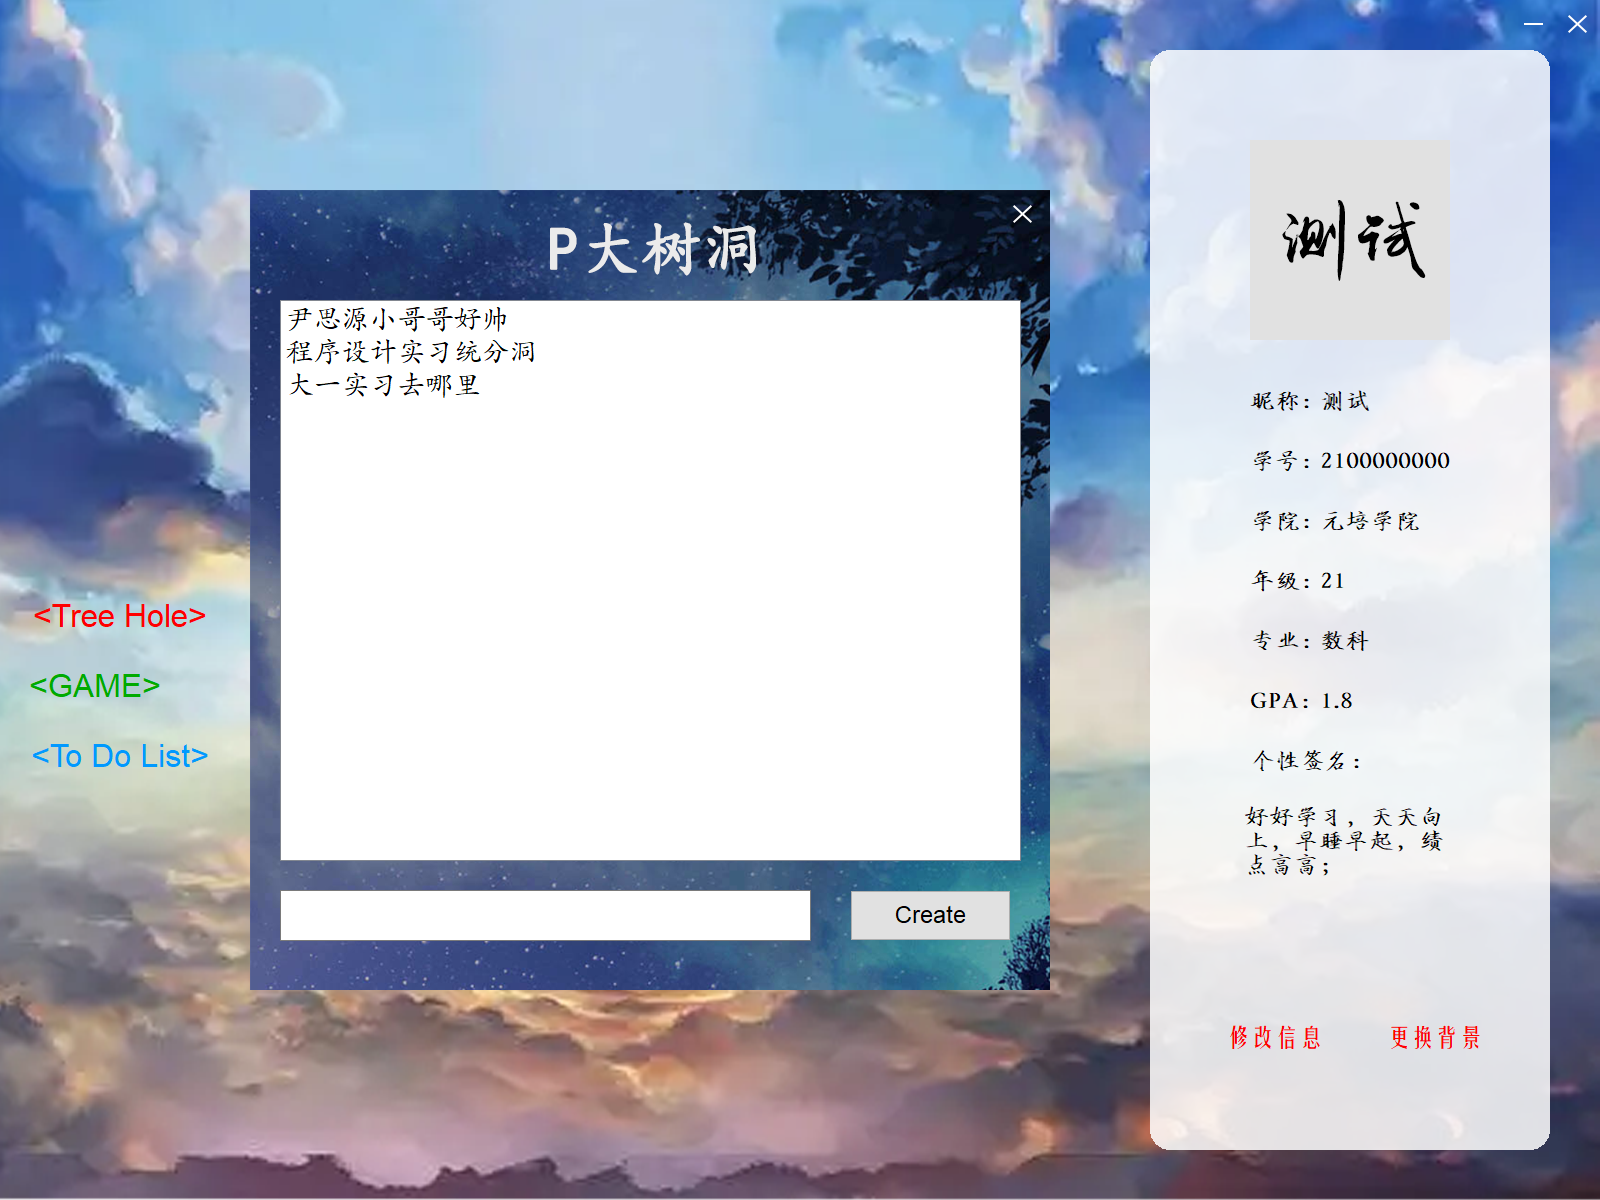 P大树洞
尹思源小哥哥好帅
程序设计实习统分洞
大一实习去哪里
Create
<Tree Hole>
<GAME>
<To Do List>
测试
昵称：测试
学号：2100000000
学院：元培学院
年级：21
专业：数科
GPA：1.8
个性签名：
好好学习，天天向
上，早睡早起，绩
点高高；
修改信息
更换背景